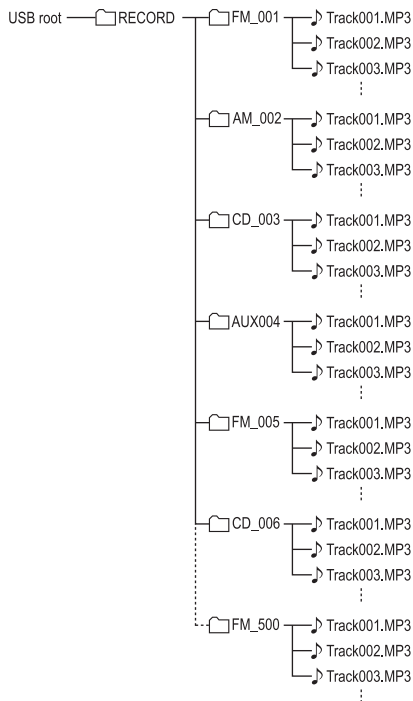 USB root RECORD FM_001 Track001.MP3
Track002.MP3
Track003.MP3
AM_002 Track001.MP3
Track002.MP3
Track003.MP3
CD_003 Track001.MP3
Track002.MP3
Track003.MP3
AUX004 Track001.MP3
Track002.MP3
Track003.MP3
FM_005 Track001.MP3
Track002.MP3
Track003.MP3
CD_006 Track001.MP3
Track002.MP3
Track003.MP3
FM_500 Track001.MP3
Track002.MP3
Track003.MP3